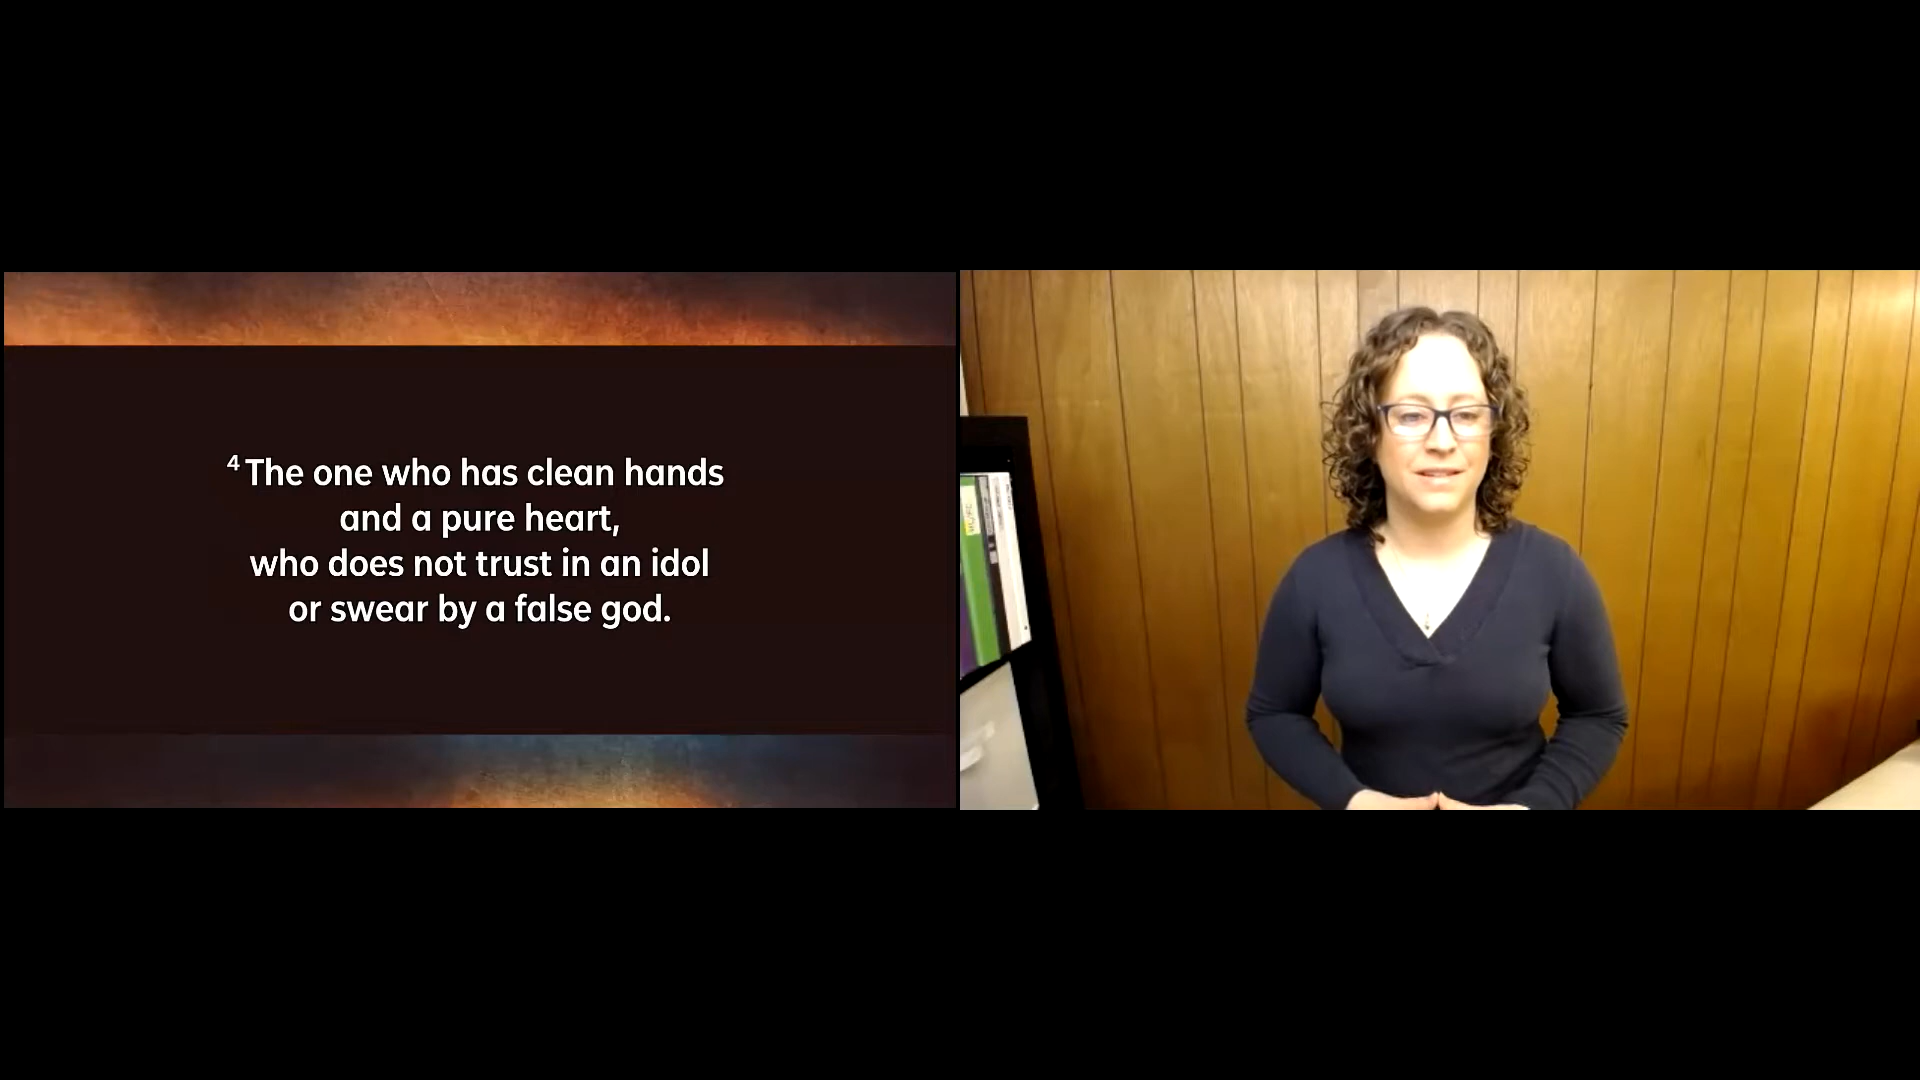 4 The one who has clean hands
and a pure heart,
who does not trust in an idol
or swear by a false god.